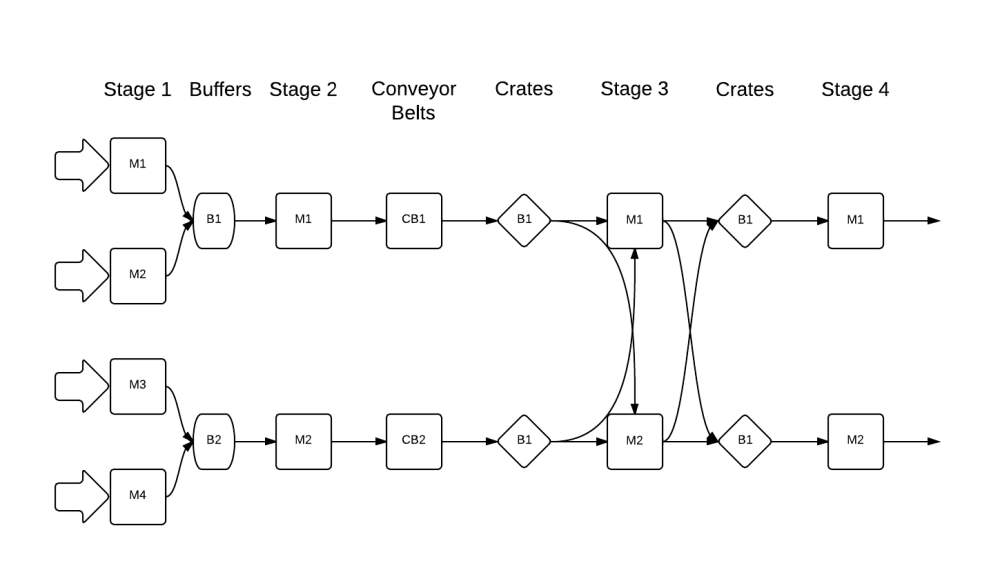 Stage 1 Buffers Stage 2 Conveyor Belts Crates Stage 3 Crates Stage 4
M1
B1 M1 CB1 B1 M1 B1 M1
M2
M3
B2 M2 CB2 B1 M2 B1 M2
M4